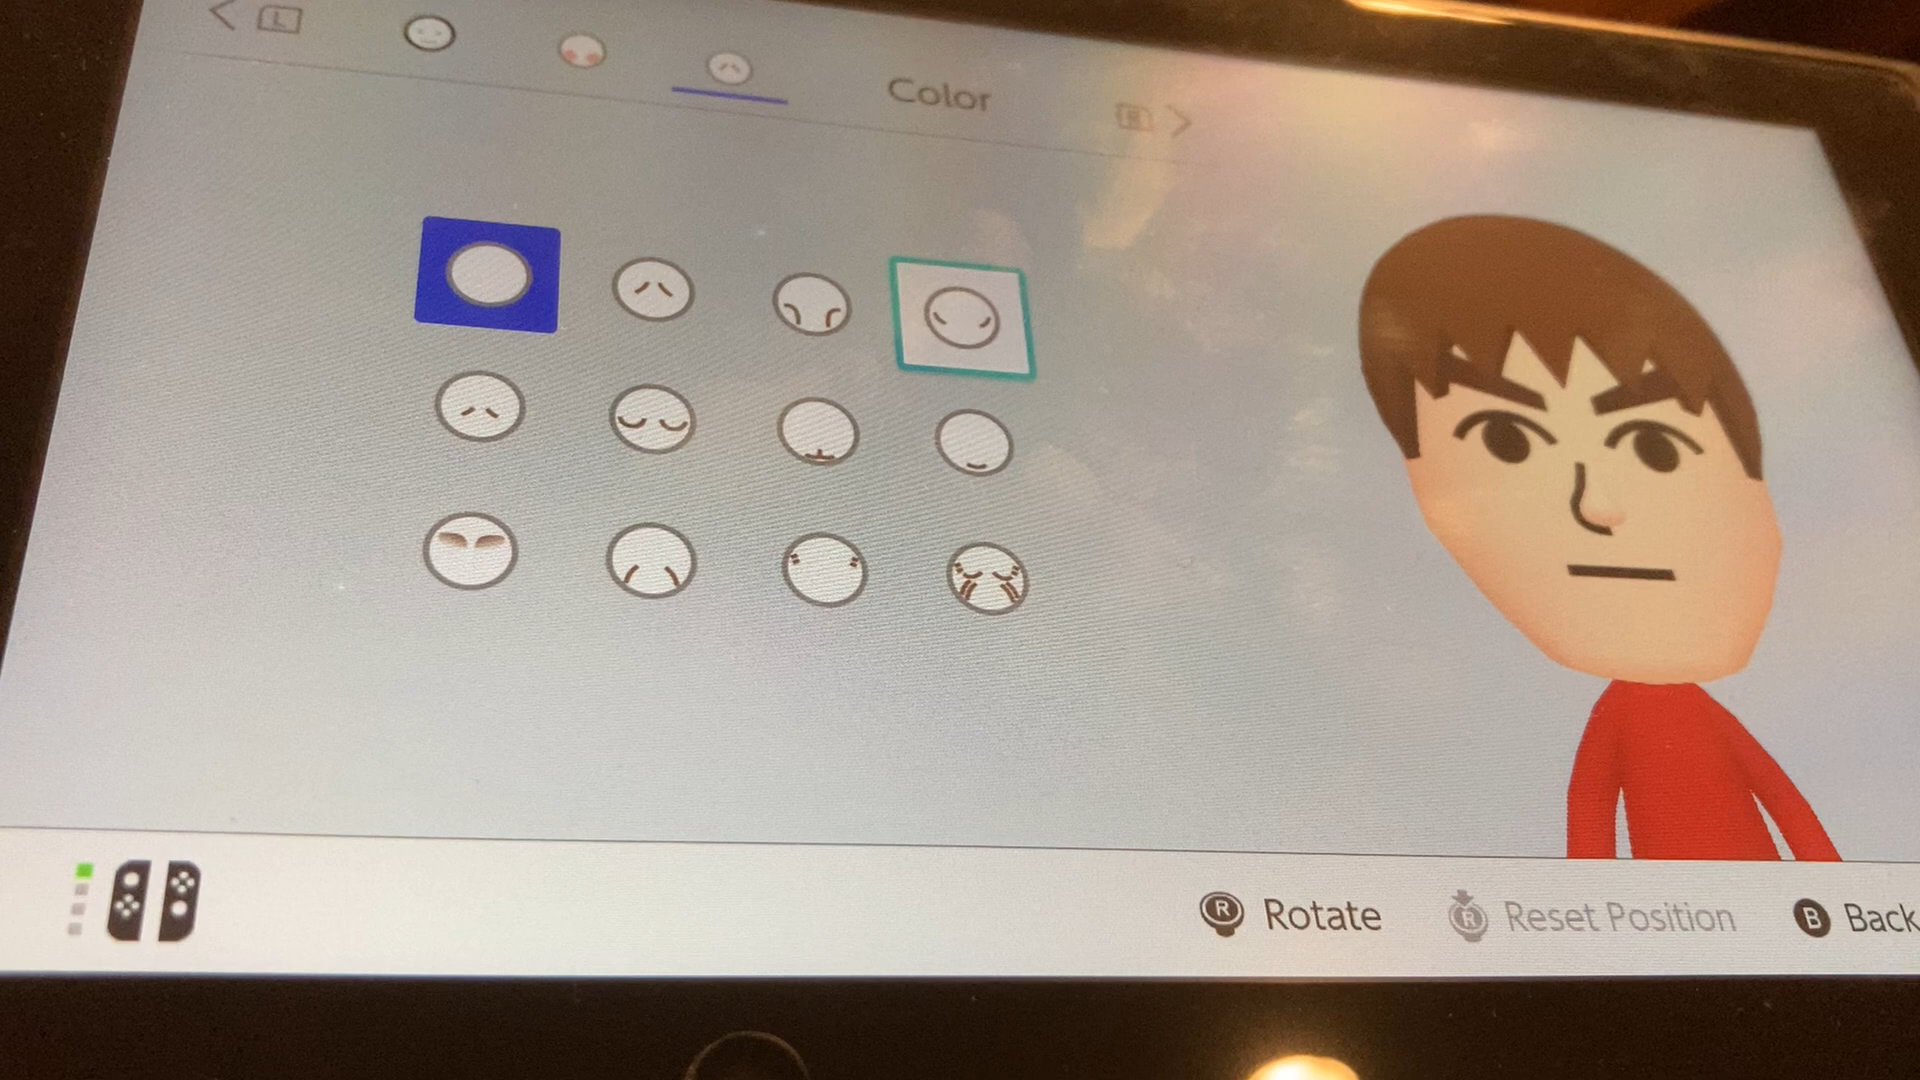 L
Color
R
R Rotate
R Reset Position
B Back